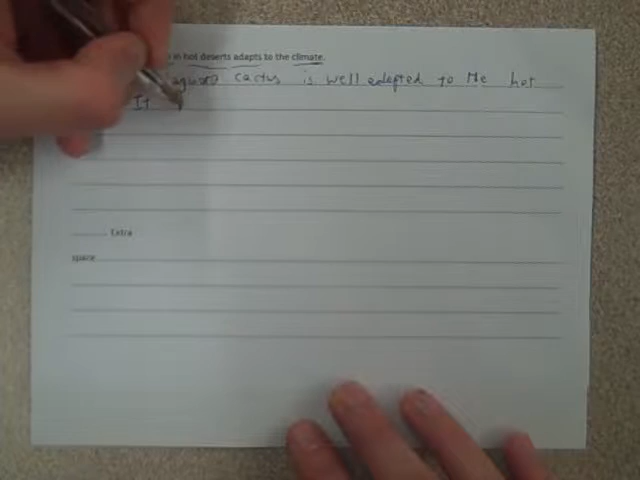 in hot deserts adapts to the climate.
cactus is well adapted to the hot
It
Extra
space